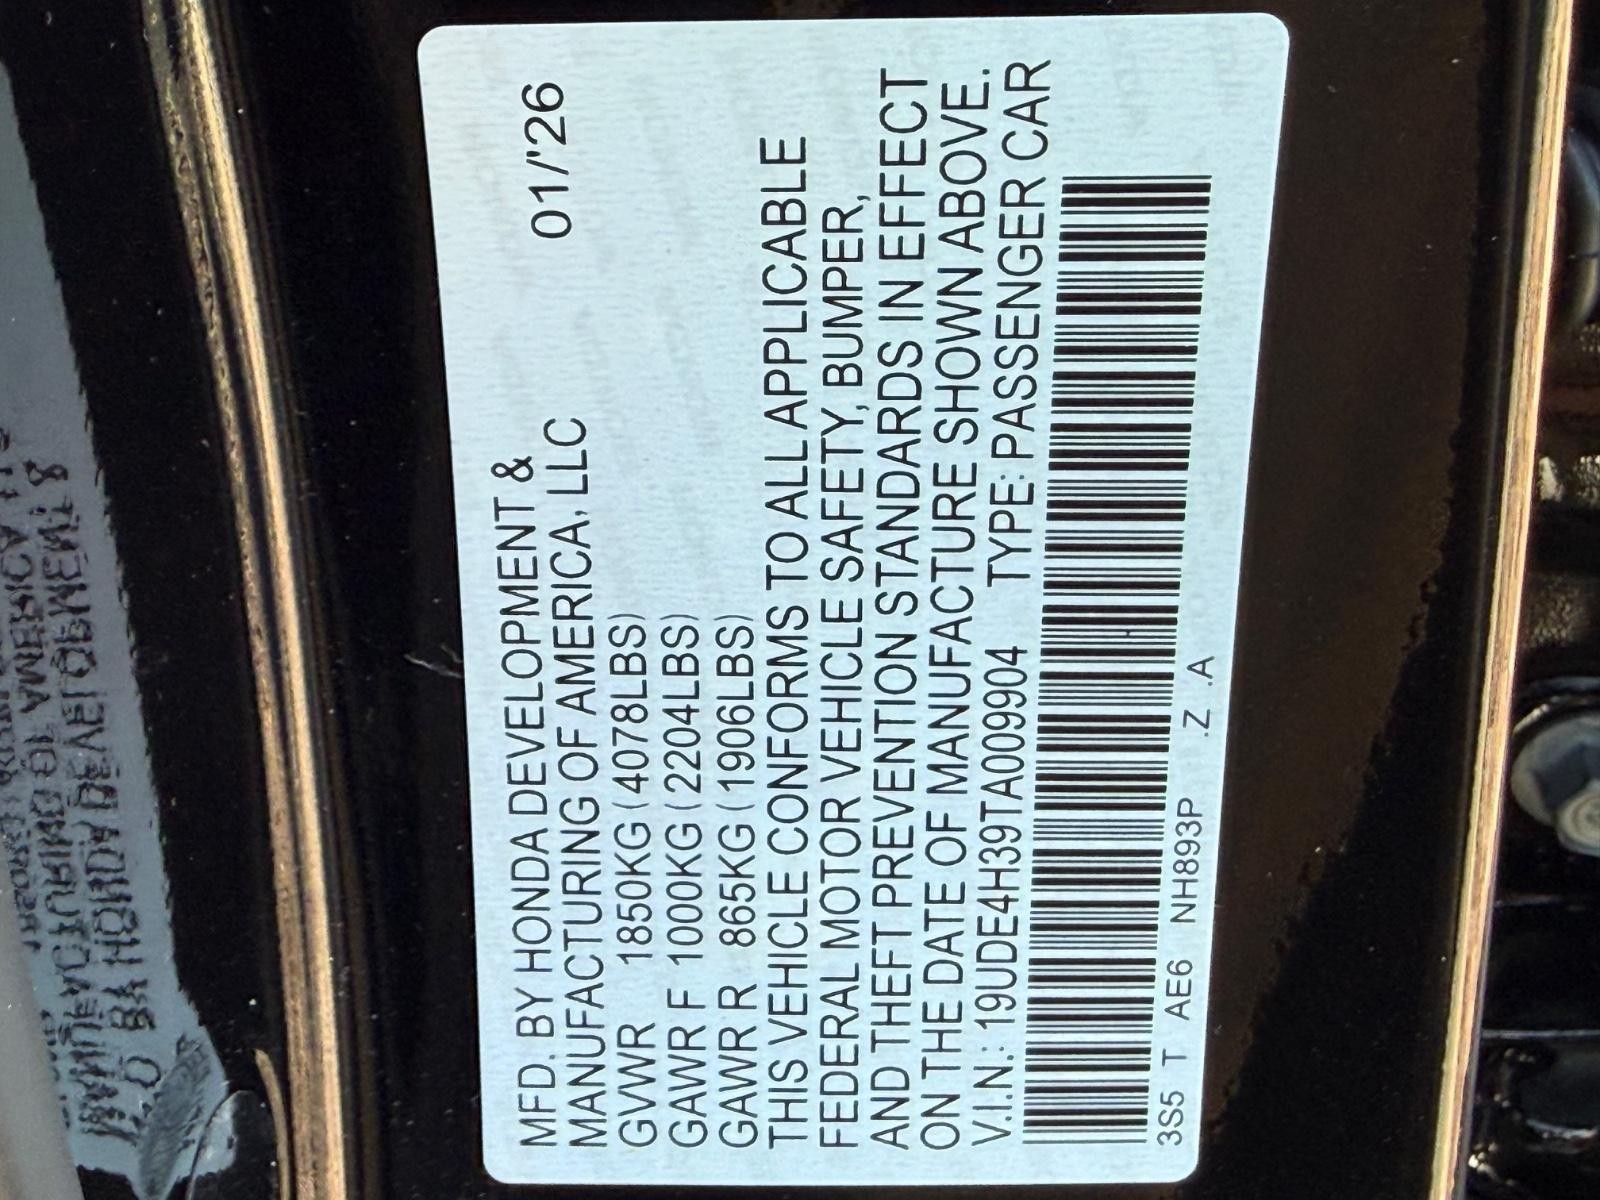 MFD. BY HONDA DEVELOPMENT &
MANUFACTURING OF AMERICA, LLC 01/'26
GVWR 1850KG (4078LBS)
GAWR F 1000KG (2204LBS)
GAWR R 865KG (1906LBS)
THIS VEHICLE CONFORMS TO ALL APPLICABLE
FEDERAL MOTOR VEHICLE SAFETY, BUMPER,
AND THEFT PREVENTION STANDARDS IN EFFECT
ON THE DATE OF MANUFACTURE SHOWN ABOVE.
V.I.N.: 19UDE4H39TA009904 TYPE: PASSENGER CAR
3S5 T AE6 NH893P .Z .A